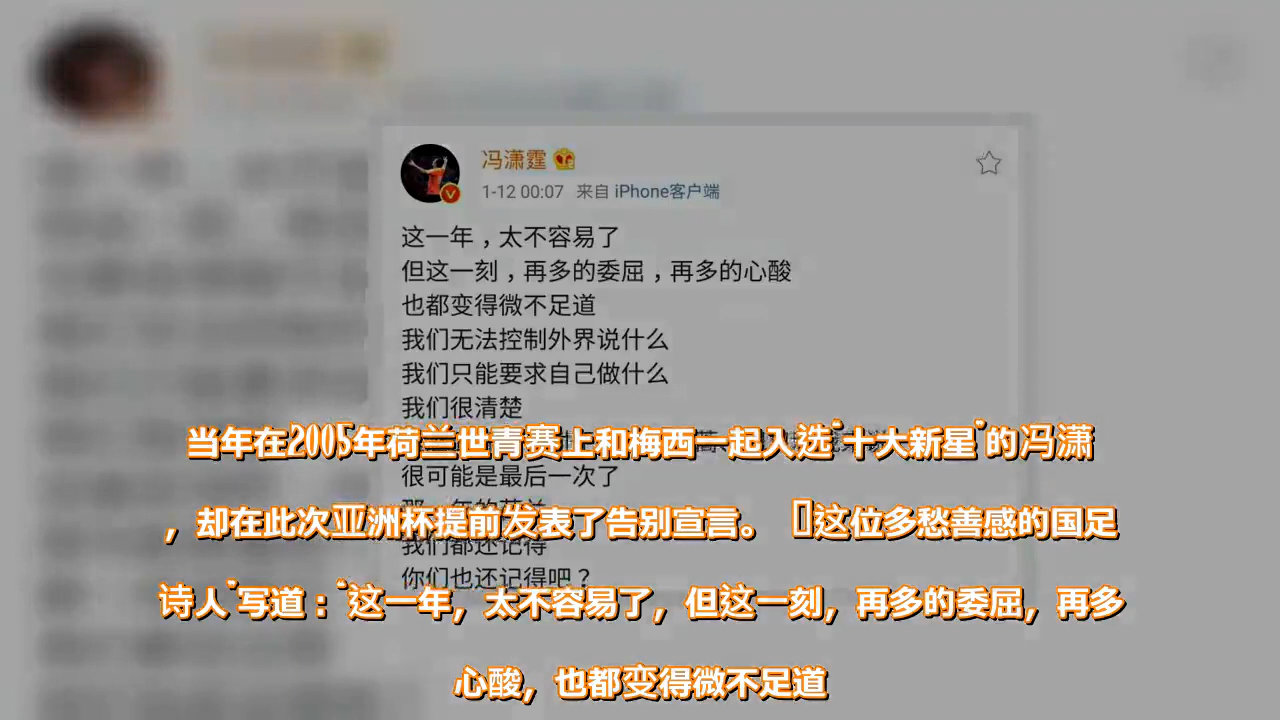 冯潇霆
1-12 00:07 来自 iPhone客户端
这一年，太不容易了
但这一刻，再多的委屈，再多的心酸
也都变得微不足道
我们无法控制外界说什么
我们只能要求自己做什么
我们很清楚
很可能是最后一次了
我们都还记得
你们也还记得吧？
当年在2005年荷兰世青赛上和梅西一起入选“十大新星”的冯潇
，却在此次亚洲杯提前发表了告别宣言。 这位多愁善感的国足
诗人”写道：“这一年，太不容易了，但这一刻，再多的委屈，再多
心酸，也都变得微不足道